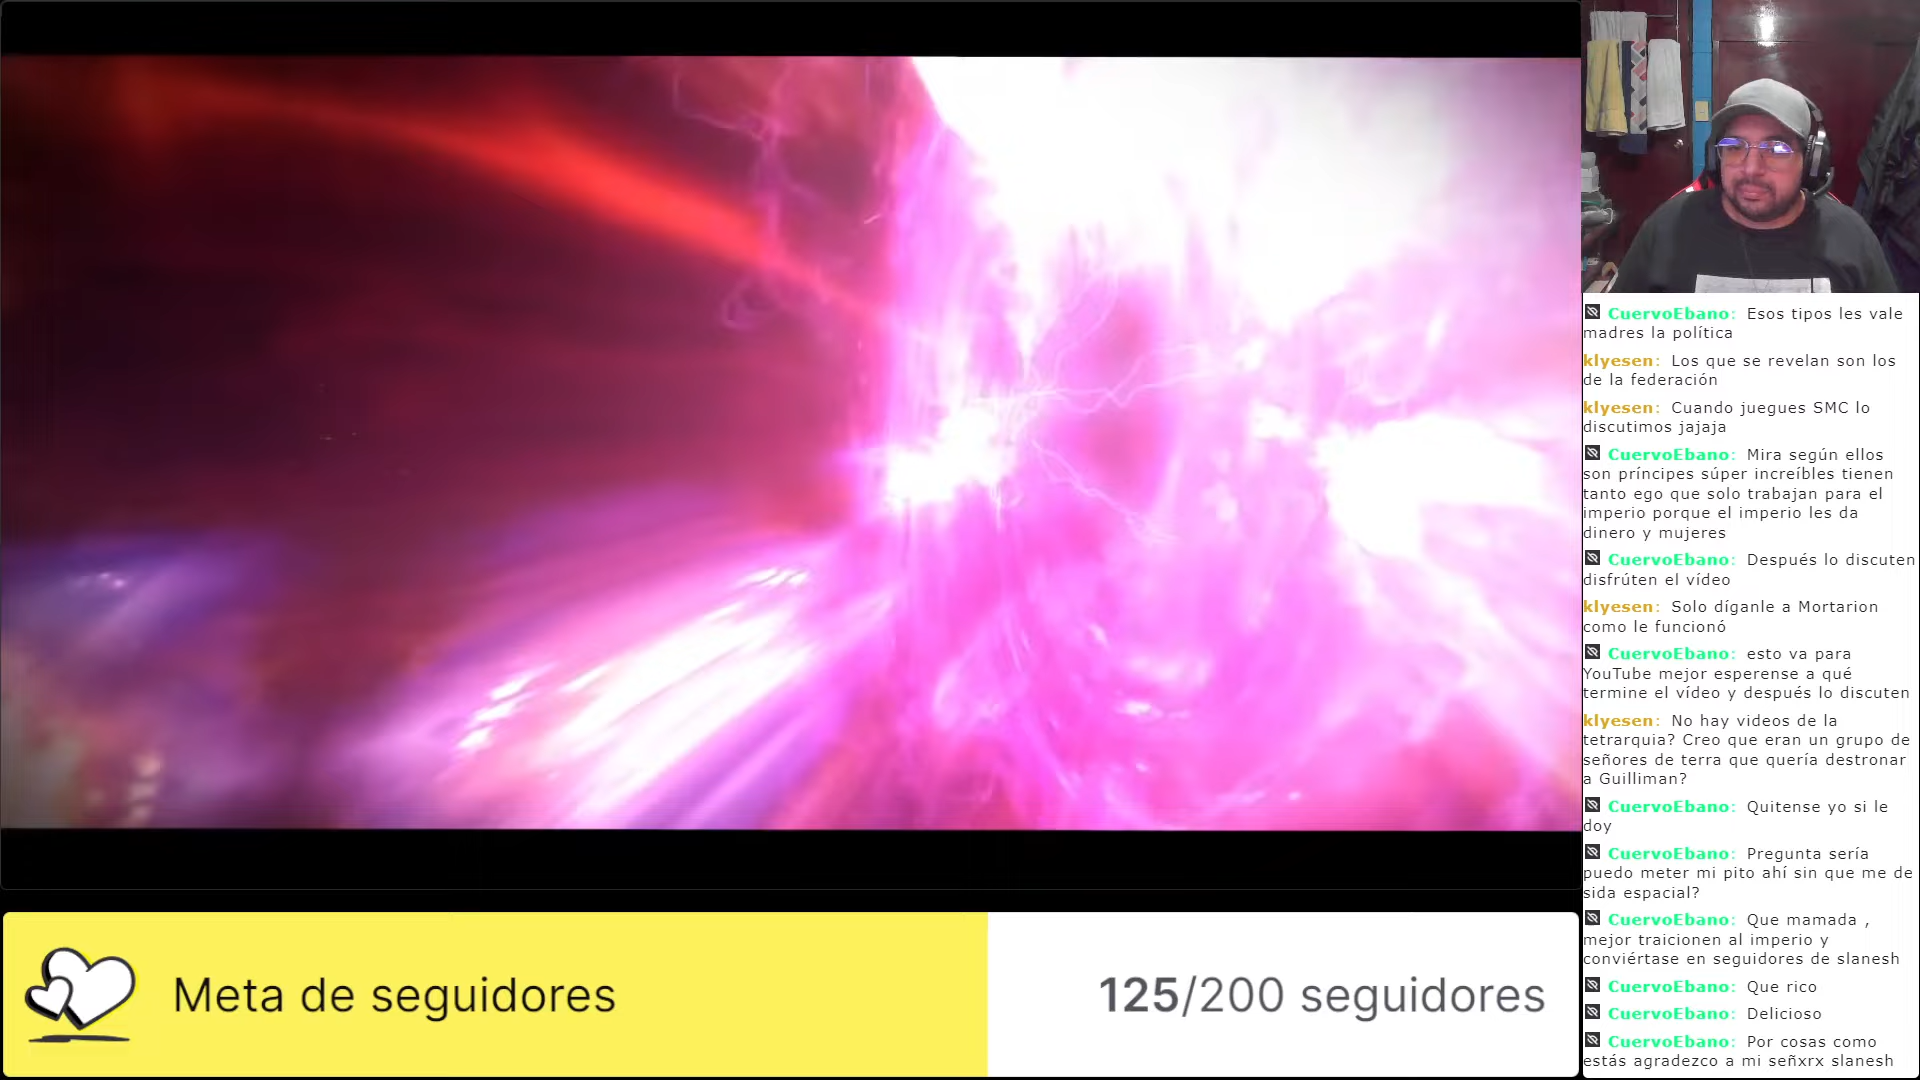 CuervoEbano: Esos tipos les vale
madres la política
klyesen: Los que se revelan son los
de la federación
klyesen: Cuando juegues SMC lo
discutimos jajaja
CuervoEbano: Mira según ellos
son príncipes súper increíbles tienen
tanto ego que solo trabajan para el
imperio porque el imperio les da
dinero y mujeres
CuervoEbano: Después lo discuten
disfrúten el vídeo
klyesen: Solo díganle a Mortarion
como le funcionó
CuervoEbano: esto va para
YouTube mejor esperense a qué
termine el vídeo y después lo discuten
klyesen: No hay videos de la
tetrarquia? Creo que eran un grupo de
señores de terra que quería destronar
a Guilliman?
CuervoEbano: Quitense yo si le
doy
CuervoEbano: Pregunta sería
puedo meter mi pito ahí sin que me de
sida espacial?
CuervoEbano: Que mamada ,
mejor traicionen al imperio y
conviértase en seguidores de slanesh
CuervoEbano: Que rico
CuervoEbano: Delicioso
CuervoEbano: Por cosas como
estás agradezco a mi señxrx slanesh
Meta de seguidores
125/200 seguidores